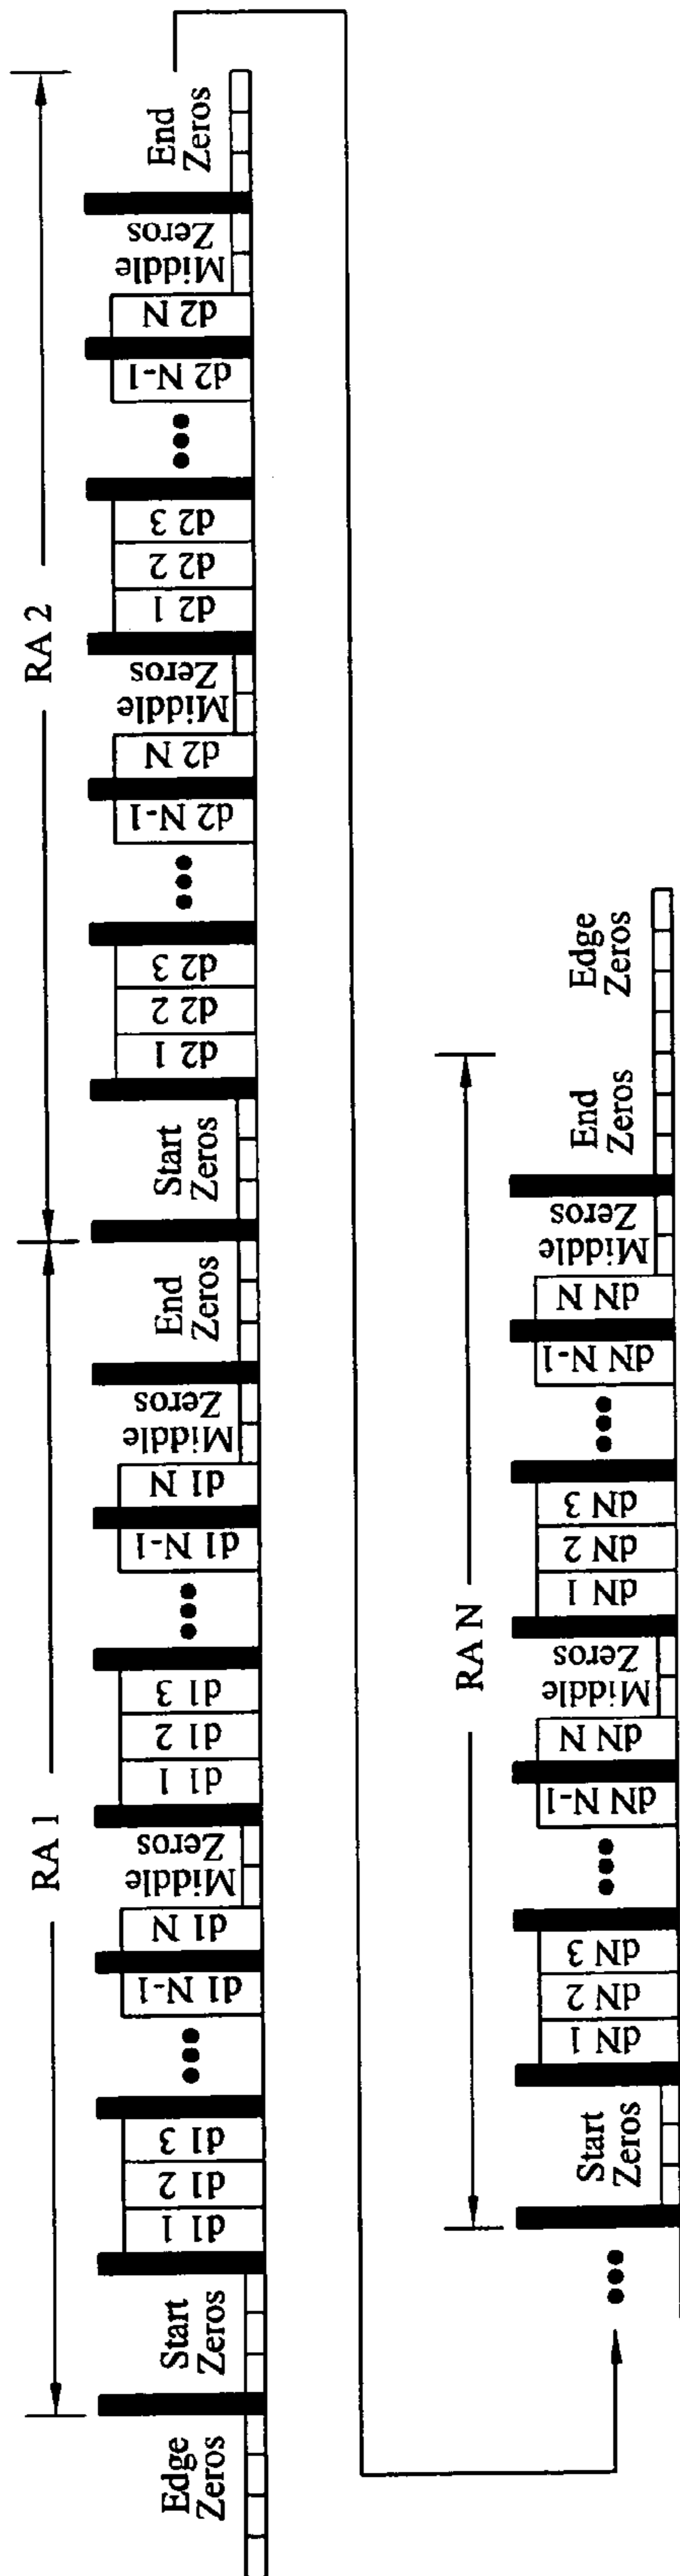 RA 1
RA 2
Edge
Zeros
Start
Zeros
d1 1
d1 2
d1 3
•••
d1 N-1
d1 N
Middle
Zeros
d1 1
d1 2
d1 3
•••
d1 N-1
d1 N
Middle
Zeros
End
Zeros
Start
Zeros
d2 1
d2 2
d2 3
•••
d2 N-1
d2 N
Middle
Zeros
d2 1
d2 2
d2 3
•••
d2 N-1
d2 N
Middle
Zeros
End
Zeros
RA N
•••
Start
Zeros
dN 1
dN 2
dN 3
•••
dN N-1
dN N
Middle
Zeros
dN 1
dN 2
dN 3
•••
dN N-1
dN N
Middle
Zeros
End
Zeros
Edge
Zeros